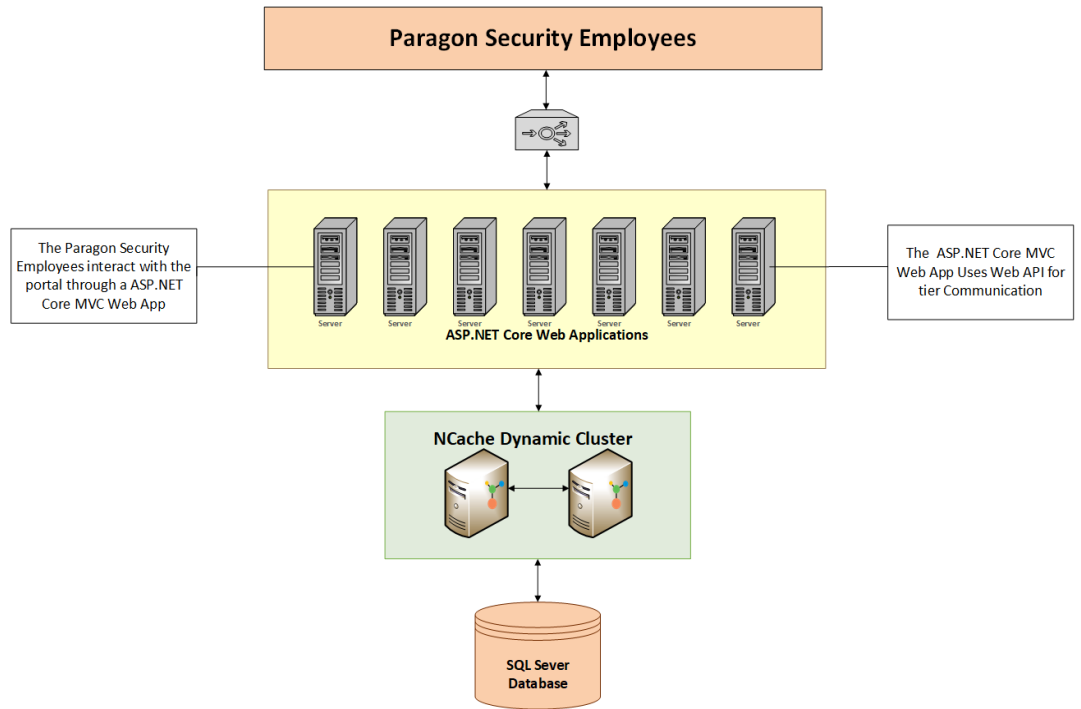 Paragon Security Employees
The Paragon Security
Employees interact with the
portal through a ASP.NET
Core MVC Web App
Server
Server
Server
Server
Server
Server
Server
ASP.NET Core Web Applications
The ASP.NET Core MVC
Web App Uses Web API for
tier Communication
NCache Dynamic Cluster
SQL Sever
Database